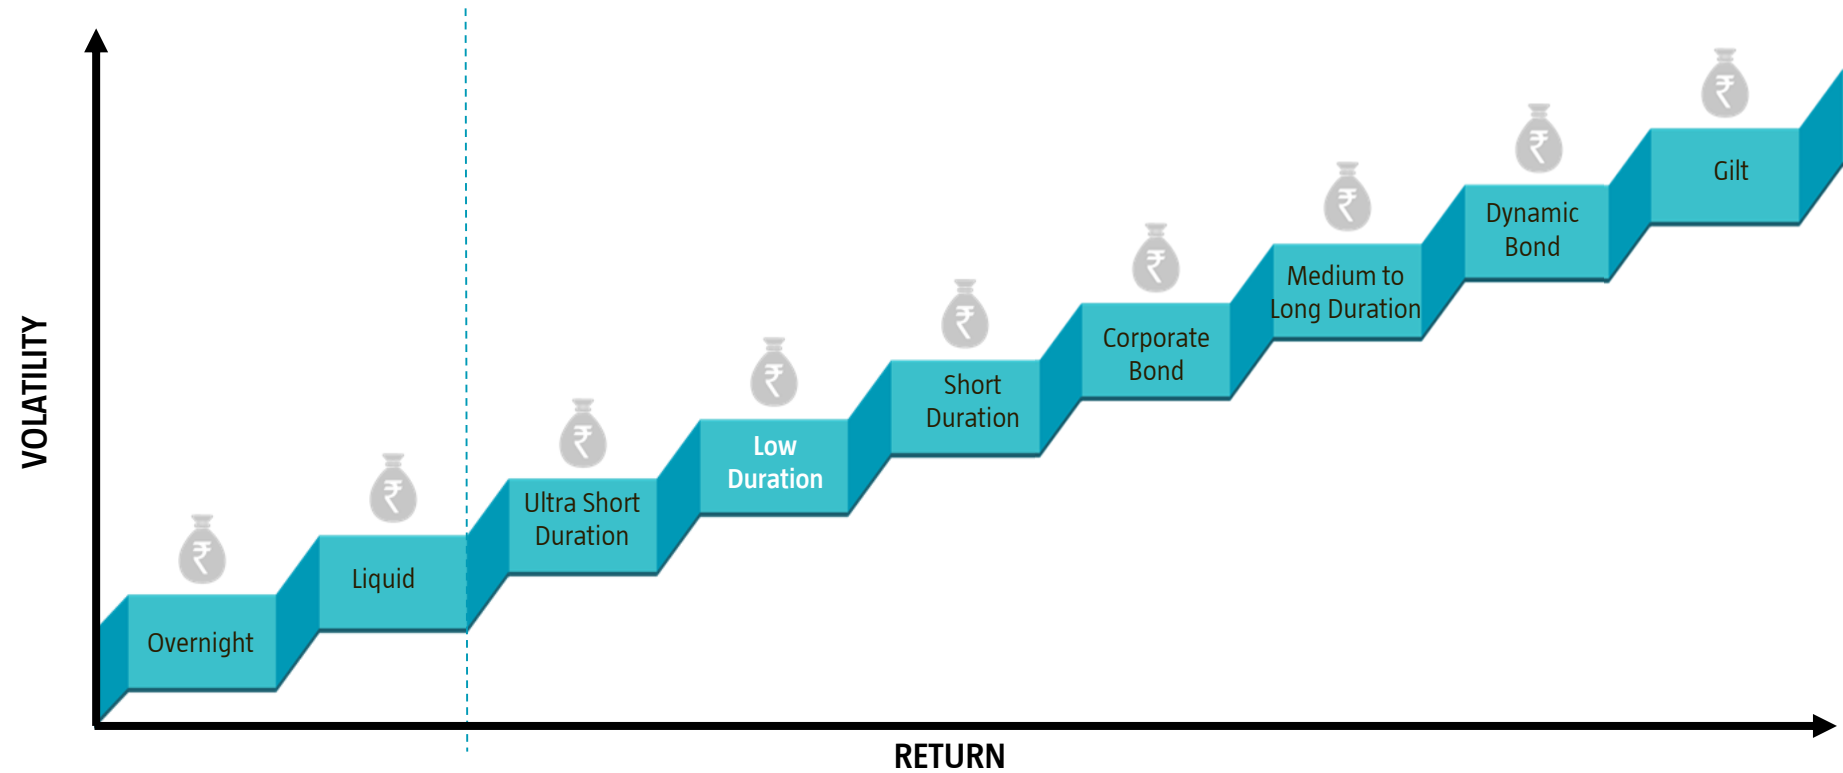 VOLATILITY
₹
Overnight
₹
Liquid
₹
Ultra Short
Duration
₹
Low
Duration
₹
Short
Duration
₹
Corporate
Bond
₹
Medium to
Long Duration
₹
Dynamic
Bond
₹
Gilt
RETURN